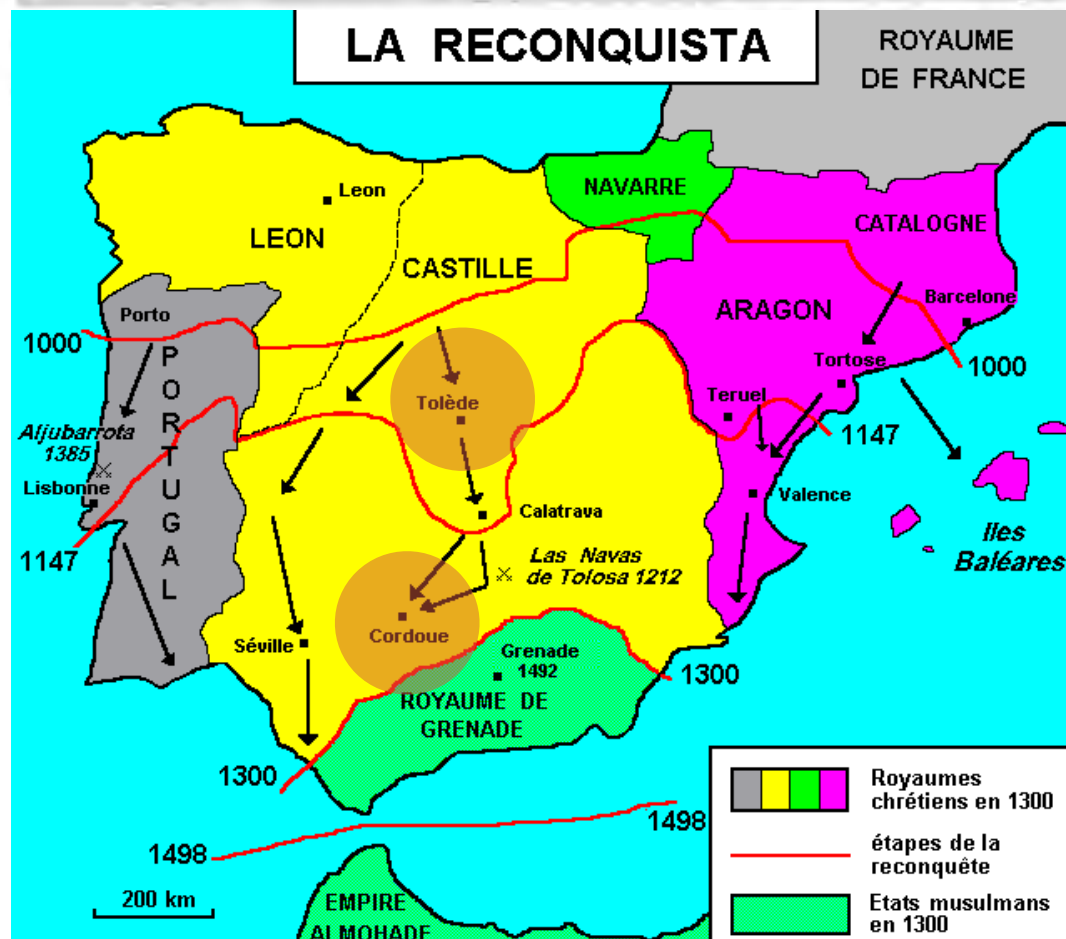 LA RECONQUISTA
ROYAUME
DE FRANCE
NAVARRE
Leon
LEON
CATALOGNE
CASTILLE
ARAGON
Barcelone
Porto
1000
1000
PORTUGAL
Tortose
Tolède
Teruel
Aljubarrota
1385
1147
Lisbonne
Valence
Calatrava
Iles
Baléares
1147
Las Navas
de Tolosa 1212
Cordoue
Séville
Grenade
1492
1300
ROYAUME DE
GRENADE
1300
1498
1498
200 km
EMPIRE
ALMOHADE
Royaumes
chrétiens en 1300
étapes de la
reconquête
Etats musulmans
en 1300